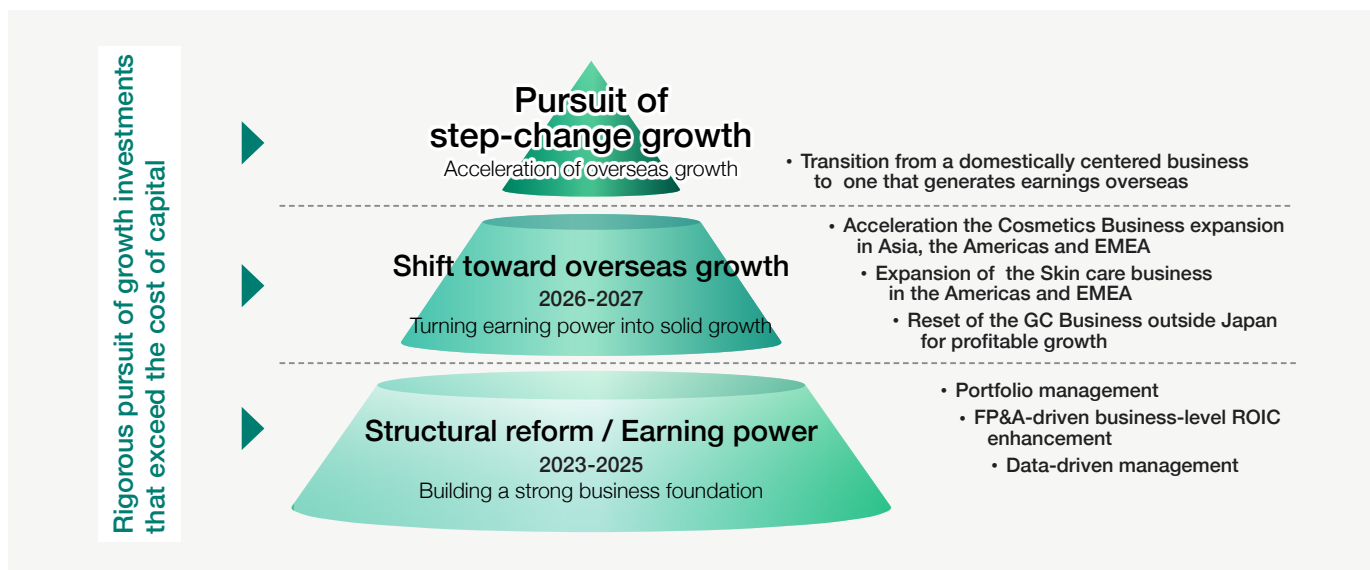 Rigorous pursuit of growth investments
that exceed the cost of capital
Pursuit of
step-change growth
Acceleration of overseas growth
• Transition from a domestically centered business
to one that generates earnings overseas
Shift toward overseas growth
2026-2027
Turning earning power into solid growth
• Acceleration the Cosmetics Business expansion
in Asia, the Americas and EMEA
• Expansion of the Skin care business
in the Americas and EMEA
• Reset of the GC Business outside Japan
for profitable growth
Structural reform / Earning power
2023-2025
Building a strong business foundation
• Portfolio management
• FP&A-driven business-level ROIC
enhancement
• Data-driven management